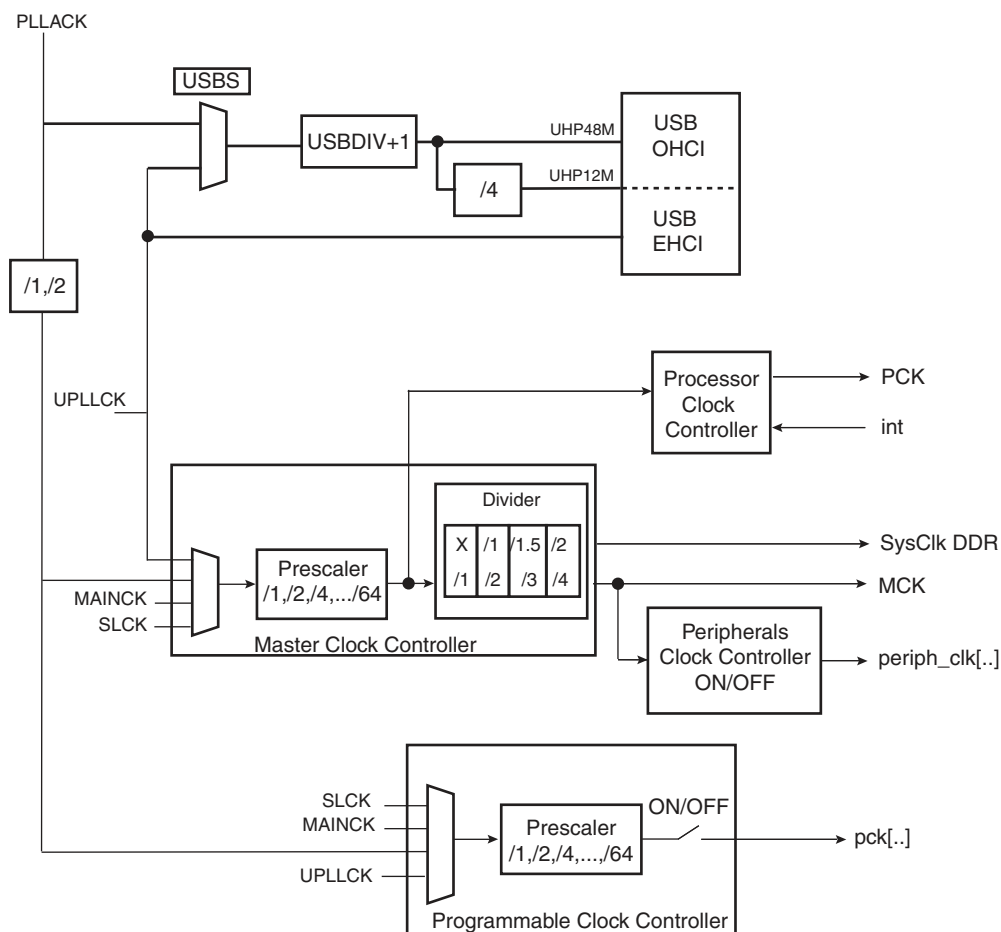 PLLACK
USBS
USBDIV+1
UHP48M
USB
OHCI
/4
UHP12M
USB
EHCI
/1,/2
UPLLCK
Processor
Clock
Controller
PCK
int
Divider
X /1 /1.5 /2
/1 /2 /3 /4
SysClk DDR
Prescaler
/1,/2,/4,.../64
MCK
MAINCK
SLCK
Master Clock Controller
Peripherals
Clock Controller
ON/OFF
periph_clk[..]
SLCK
MAINCK
UPLLCK
Prescaler
/1,/2,/4,...,/64
ON/OFF
pck[..]
Programmable Clock Controller